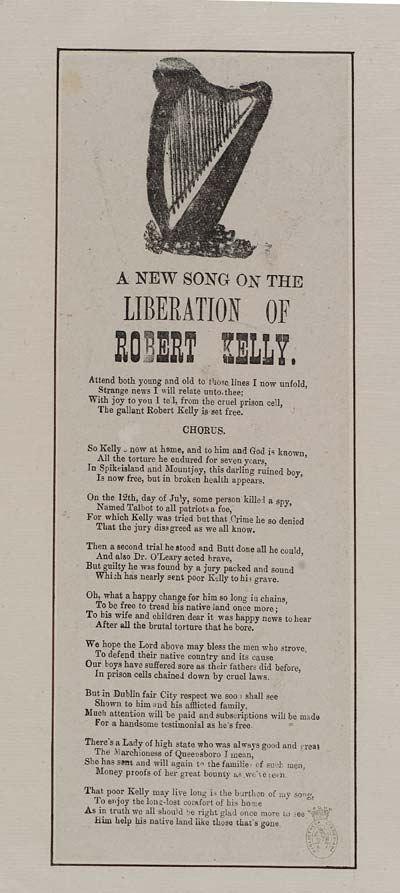 A NEW SONG ON THE
LIBERATION OF
ROBERT KELLY.
Attend both young and old to those lines I now unfold,
Strange news I will relate unto thee;
With joy to you I tell, from the cruel prison cell,
The gallant Robert Kelly is set free.
CHORUS.
So Kelly now at home, and to him and God is known,
All the torture he endured for seven years,
In Spikeisland and Mountjoy, this darling ruined boy,
Is now free, but in broken health appears.
On the 12th, day of July, some person killed a spy,
Named Talbot to all patriots a foe,
For which Kelly was tried but that Crime he so denied
That the jury disagreed as we all know.
Then a second trial he stood and Butt done all he could,
And also Dr. O'Leary acted brave,
But guilty he was found by a jury packed and sound
Which has nearly sent poor Kelly to his grave.
Oh, what a happy change for him so long in chains,
To be free to tread his native land once more;
To his wife and children dear it was happy news to hear
After all the brutal torture that he bore.
We hope the Lord above may bless the men who strove,
To defend their native country and its cause
Our boys have suffered sore as their fathers did before,
In prison cells chained down by cruel laws.
But in Dublin fair City respect we soon shall see
Shown to him and his afflicted family.
Much attention will be paid and subscriptions will be made
For a handsome testimonial as he's free.
There's a Lady of high state who was always good and great
The Marchioness of Queensboro I mean,
She has sent and will again to the families of such men,
Money proofs of her great bounty as we've seen.
That poor Kelly may live long is the burthen of my song,
To enjoy the long-lost comfort of his home
As in truth we all should be right glad once more to see
Him help his native land like those that's gone.